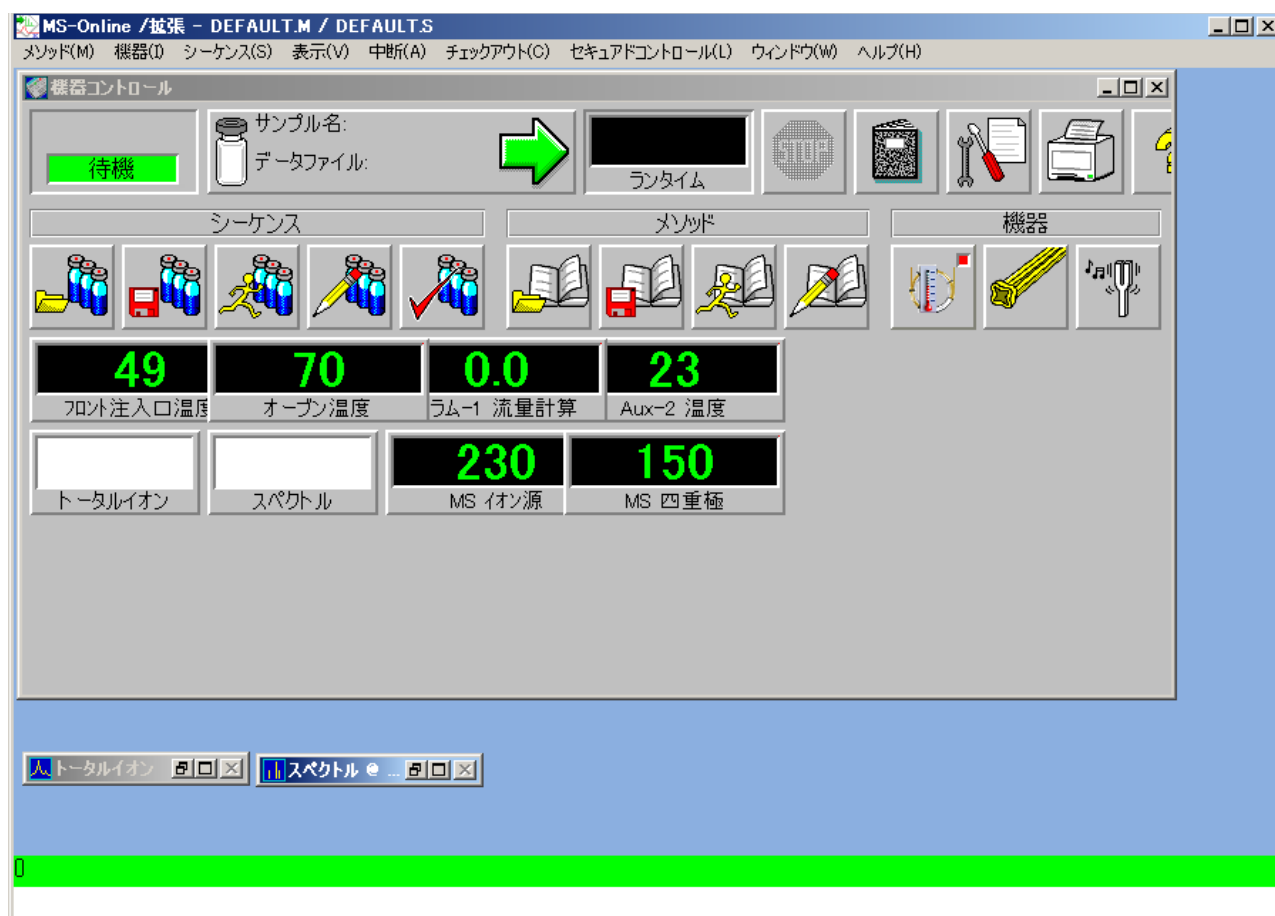 MS-Online /拡張 - DEFAULT.M / DEFAULT.S
メソッド(M) 機器(I) シーケンス(S) 表示(V) 中断(A) チェックアウト(C) セキュアドコントロール(L) ウィンドウ(W) ヘルプ(H)
機器コントロール
待機
サンプル名:
データファイル:
ランタイム
STOP
シーケンス メソッド 機器
49 70 0.0 23
フロント注入口温度 オーブン温度 ラム-1 流量計算 Aux-2 温度
230 150
トータルイオン スペクトル MS イオン源 MS 四重極
トータルイオン スペクトル @ ...
0